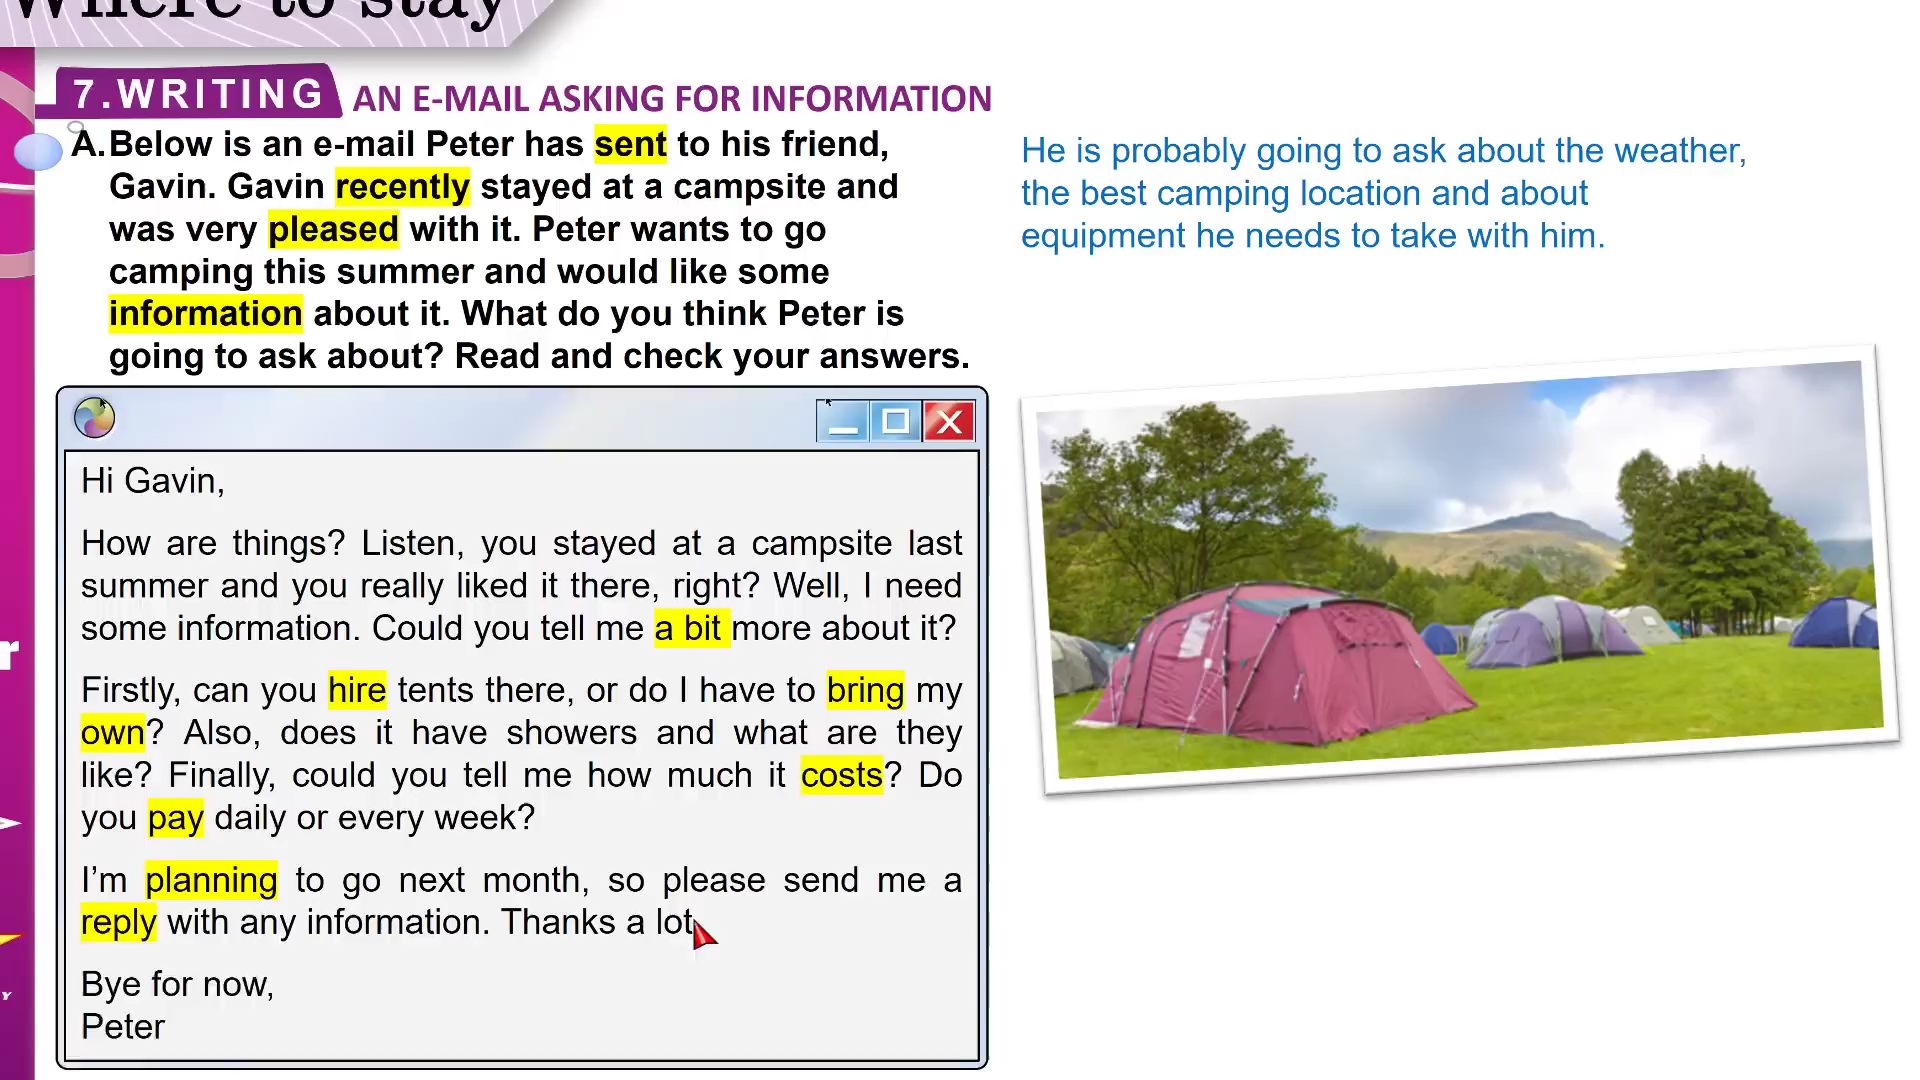 Where to stay
7.WRITING AN E-MAIL ASKING FOR INFORMATION
A. Below is an e-mail Peter has sent to his friend,
Gavin. Gavin recently stayed at a campsite and
was very pleased with it. Peter wants to go
camping this summer and would like some
information about it. What do you think Peter is
going to ask about? Read and check your answers.
He is probably going to ask about the weather,
the best camping location and about
equipment he needs to take with him.
Hi Gavin,
How are things? Listen, you stayed at a campsite last
summer and you really liked it there, right? Well, I need
some information. Could you tell me a bit more about it?
Firstly, can you hire tents there, or do I have to bring my
own? Also, does it have showers and what are they
like? Finally, could you tell me how much it costs? Do
you pay daily or every week?
I'm planning to go next month, so please send me a
reply with any information. Thanks a lot
Bye for now,
Peter
r
Y